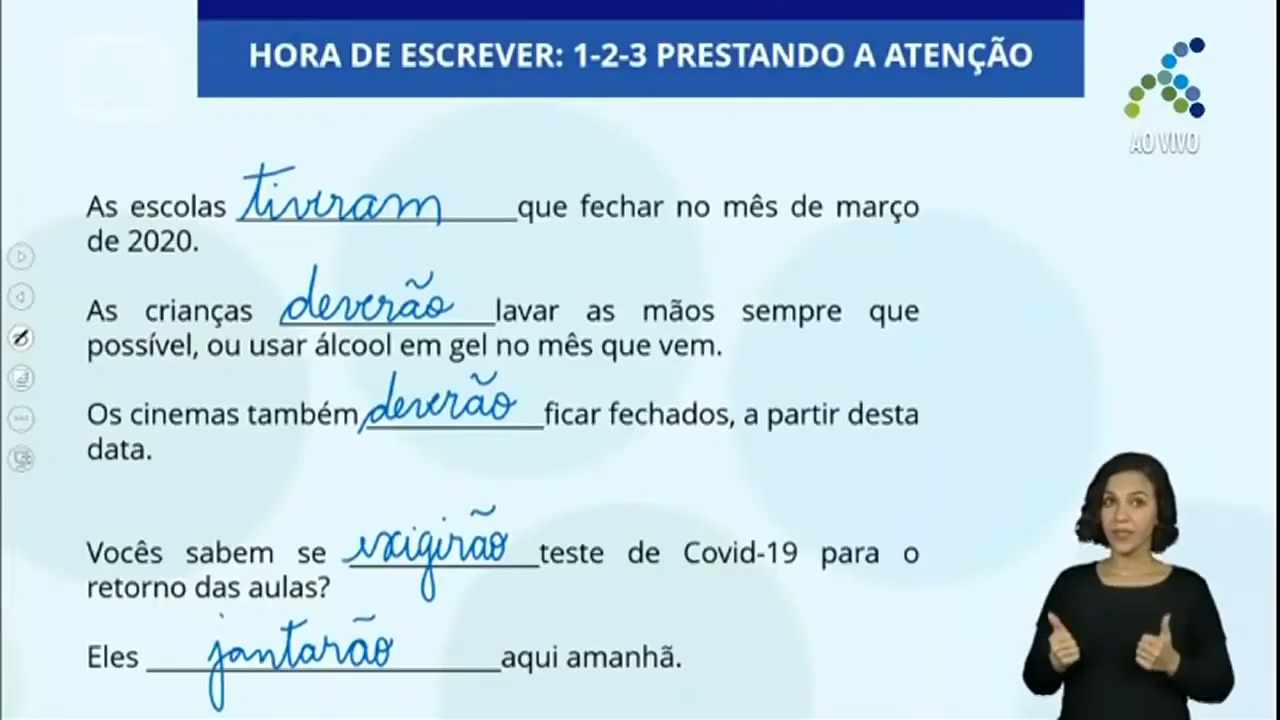 HORA DE ESCREVER: 1-2-3 PRESTANDO A ATENÇÃO
AO VIVO
As escolas tiveram que fechar no mês de março
de 2020.
As crianças deverão lavar as mãos sempre que
possível, ou usar álcool em gel no mês que vem.
Os cinemas também deverão ficar fechados, a partir desta
data.
Vocês sabem se exigirão teste de Covid-19 para o
retorno das aulas?
Eles jantarão aqui amanhã.